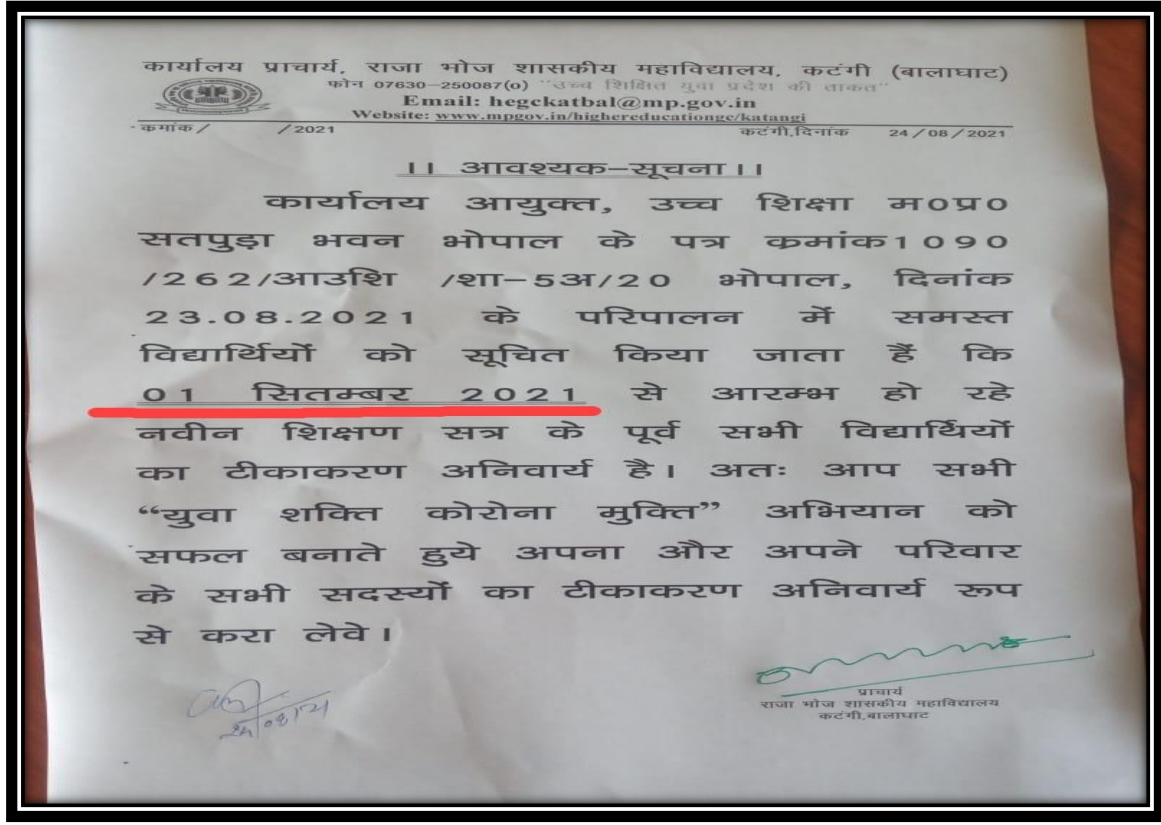 कार्यालय प्राचार्य, राजा भोज शासकीय महाविद्यालय, कटंगी (बालाघाट)
फोन 07630-250087(o) "उच्च शिक्षित युवा प्रदेश की ताकत"
Email: hegckatbal@mp.gov.in
Website: www.mpgov.in/highereducationgc/katangi
क्रमांक/ /2021 कटंगी,दिनांक 24/08/2021
।। आवश्यक–सूचना।।
कार्यालय आयुक्त, उच्च शिक्षा म०प्र०
सतपुड़ा भवन भोपाल के पत्र क्रमांक1090
/262/आउशि /शा–5अ/20 भोपाल, दिनांक
23.08.2021 के परिपालन में समस्त
विद्यार्थियों को सूचित किया जाता हैं कि
01 सितम्बर 2021 से आरम्भ हो रहे
नवीन शिक्षण सत्र के पूर्व सभी विद्यार्थियों
का टीकाकरण अनिवार्य है। अतः आप सभी
“युवा शक्ति कोरोना मुक्ति” अभियान को
सफल बनाते हुये अपना और अपने परिवार
के सभी सदस्यों का टीकाकरण अनिवार्य रूप
से करा लेवे।
प्राचार्य
राजा भोज शासकीय महाविद्यालय
कटंगी,बालाघाट